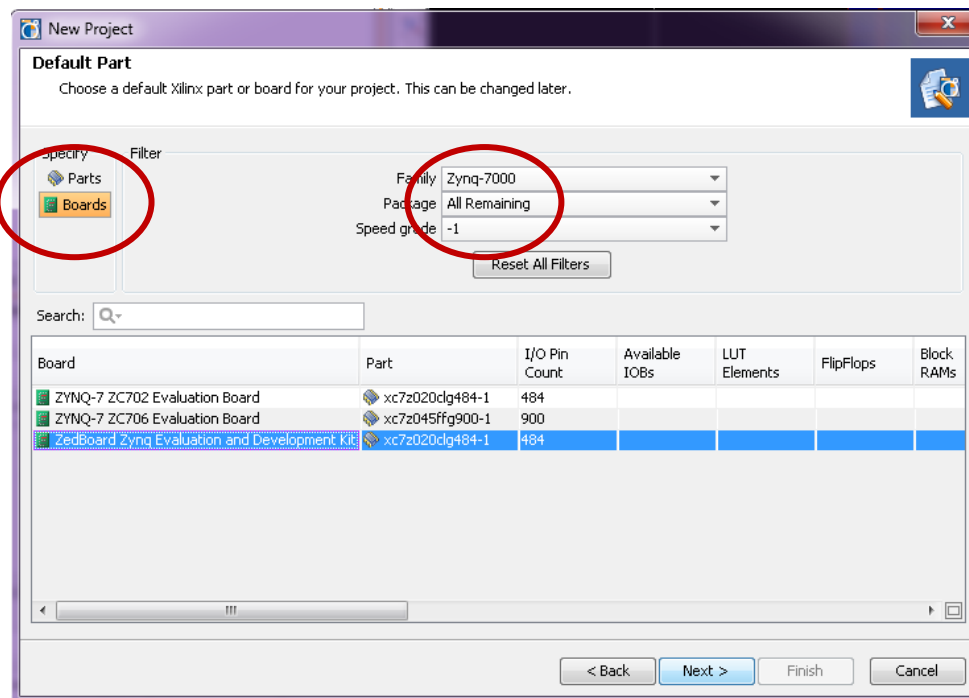 New Project
Default Part
Choose a default Xilinx part or board for your project. This can be changed later.
Specify Filter
Parts
Boards
Family Zynq-7000
Package All Remaining
Speed grade -1
Reset All Filters
Search:
Board Part I/O Pin Count Available IOBs LUT Elements FlipFlops Block RAMs
ZYNQ-7 ZC702 Evaluation Board xc7z020clg484-1 484
ZYNQ-7 ZC706 Evaluation Board xc7z045ffg900-1 900
ZedBoard Zynq Evaluation and Development Kit xc7z020clg484-1 484
< Back Next > Finish Cancel